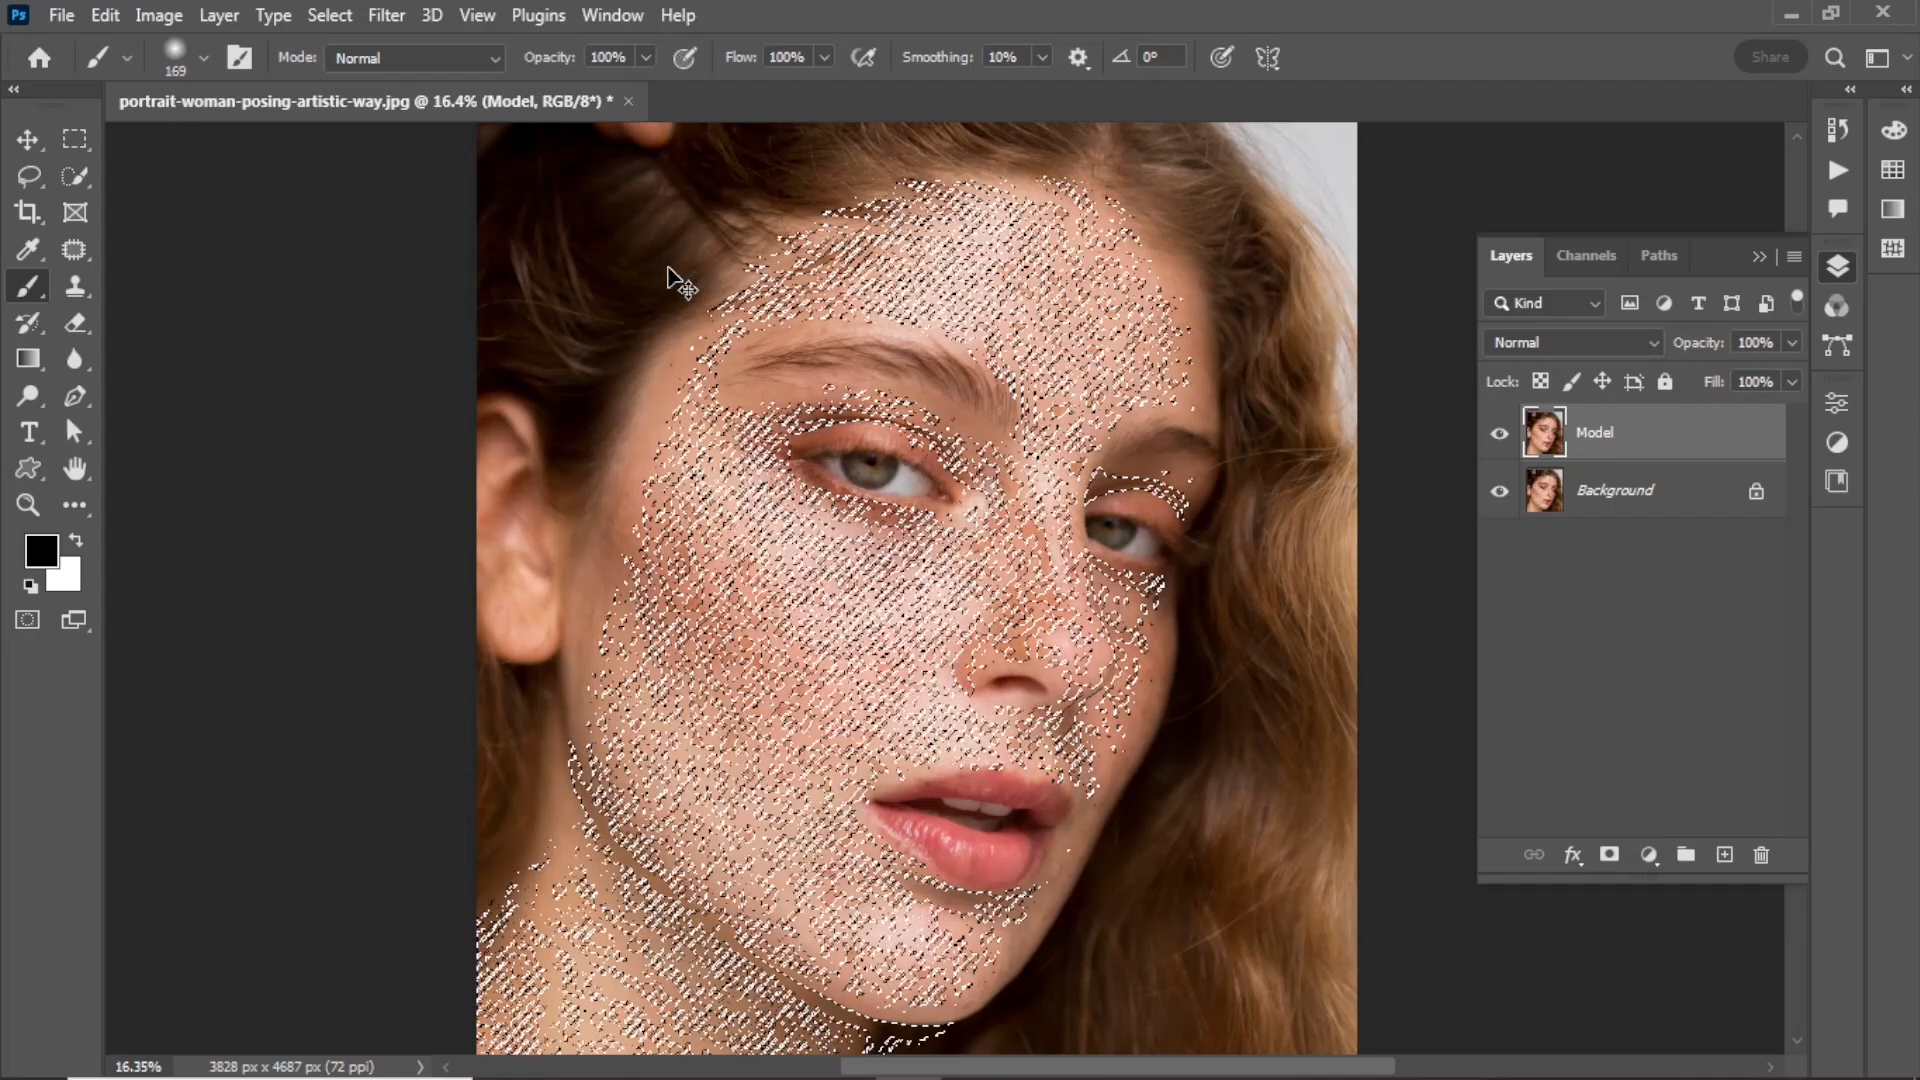 Ps File Edit Image Layer Type Select Filter 3D View Plugins Window Help
169 Mode: Normal Opacity: 100% Flow: 100% Smoothing: 10% 0° Share
portrait-woman-posing-artistic-way.jpg @ 16.4% (Model, RGB/8*) * ×
Layers Channels Paths
Kind
Normal Opacity: 100%
Lock: Fill: 100%
Model
Background
fx
16.35% 3828 px x 4687 px (72 ppi)